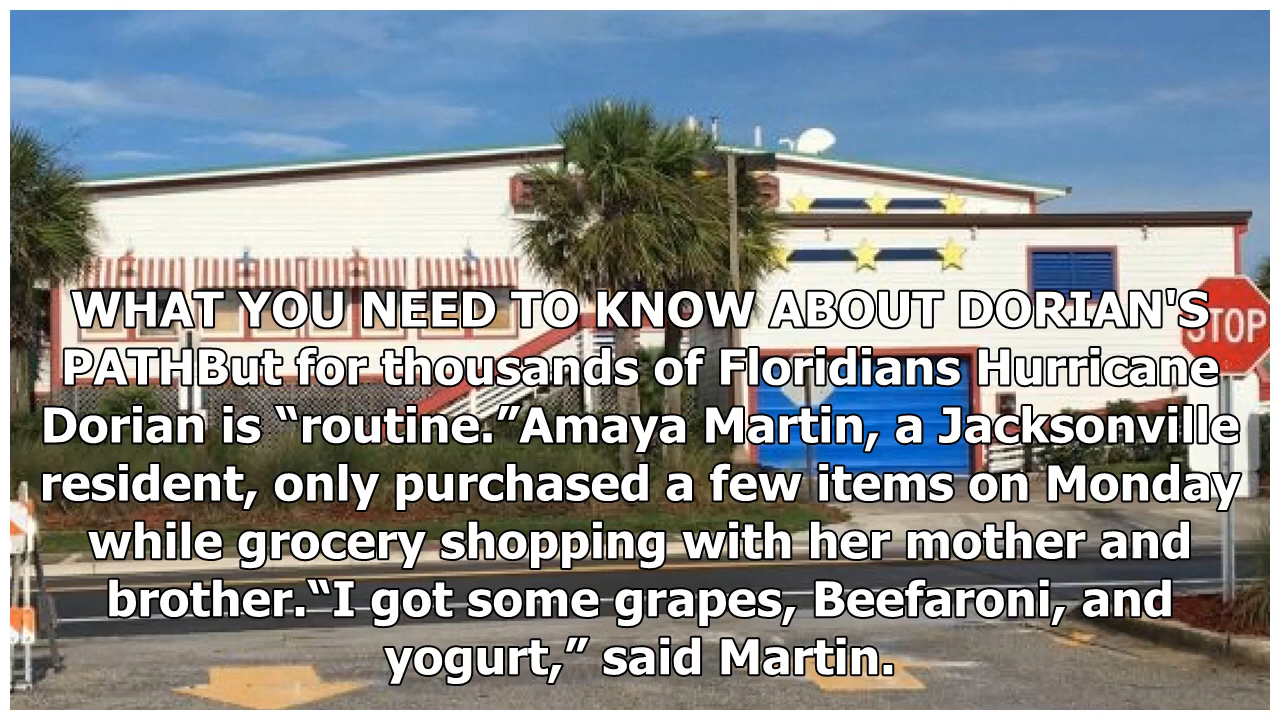 WHAT YOU NEED TO KNOW ABOUT DORIAN'S
PATHBut for thousands of Floridians Hurricane
Dorian is “routine.”Amaya Martin, a Jacksonville
resident, only purchased a few items on Monday
while grocery shopping with her mother and
brother.“I got some grapes, Beefaroni, and
yogurt,” said Martin.
STOP